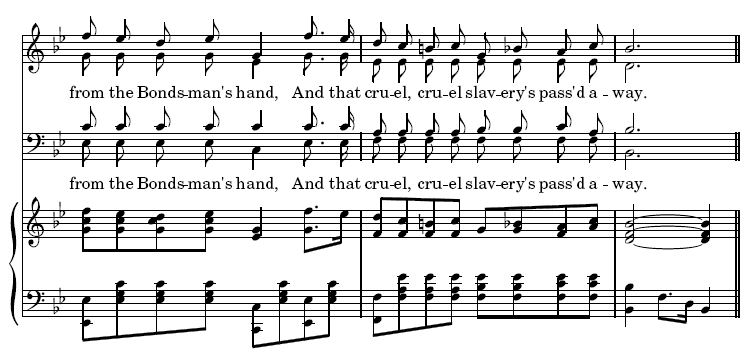 from the Bonds-man's hand, And that cru-el, cru-el slav-ery's pass'd a-way.
from the Bonds-man's hand, And that cru-el, cru-el slav-ery's pass'd a-way.